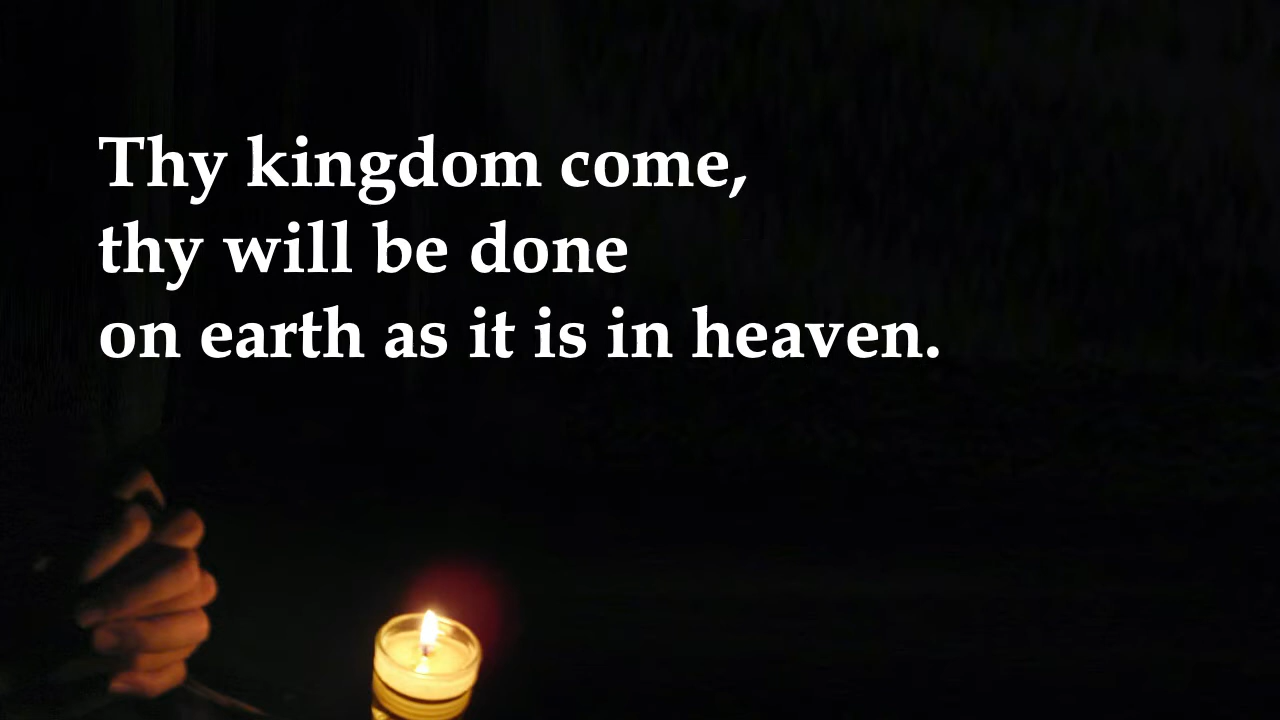 Thy kingdom come,
thy will be done
on earth as it is in heaven.